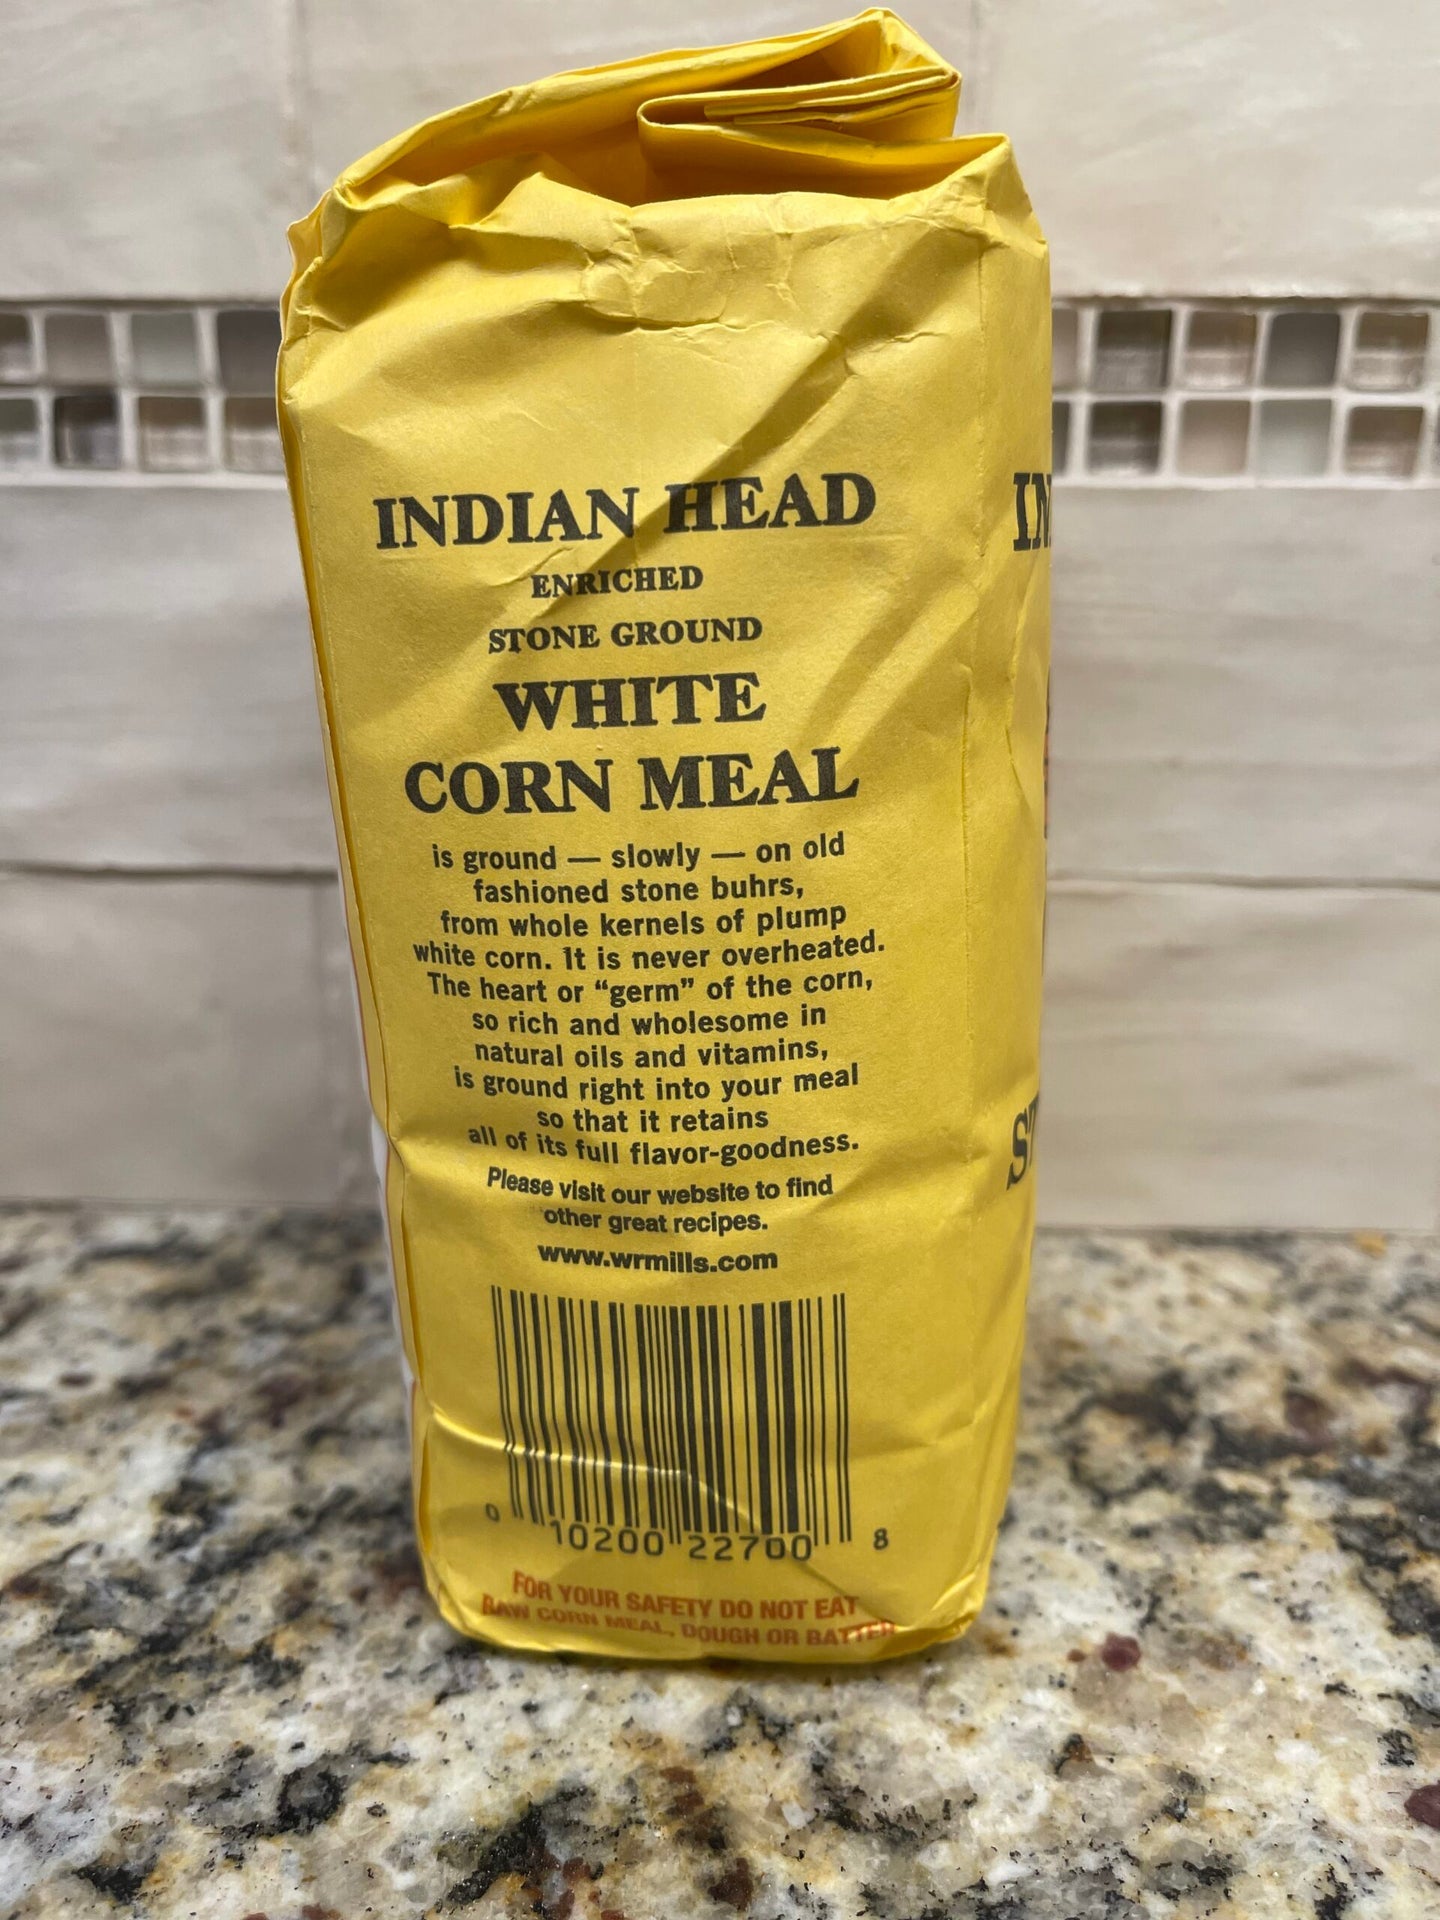 INDIAN HEAD
ENRICHED
STONE GROUND
WHITE
CORN MEAL
is ground — slowly — on old
fashioned stone buhrs,
from whole kernels of plump
white corn. It is never overheated.
The heart or “germ” of the corn,
so rich and wholesome in
natural oils and vitamins,
is ground right into your meal
so that it retains
all of its full flavor-goodness.
Please visit our website to find
other great recipes.
www.wrmills.com
0 10200 22700 8
FOR YOUR SAFETY DO NOT EAT
RAW CORN MEAL, DOUGH OR BATTER